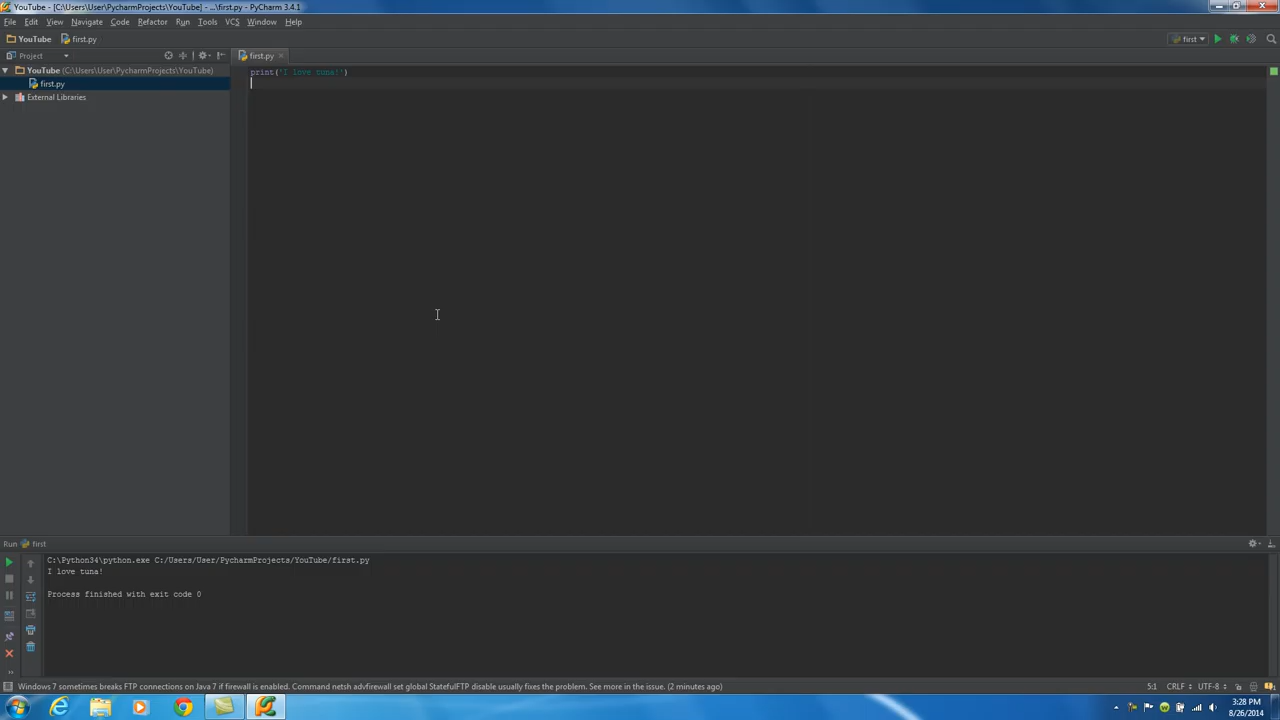 YouTube - [C:\Users\User\PycharmProjects\YouTube] - ...\first.py - PyCharm 3.4.1
File Edit View Navigate Code Refactor Run Tools VCS Window Help
YouTube first.py
first
Project
first.py
YouTube (C:\Users\User\PycharmProjects\YouTube)
first.py
External Libraries
print('I love tuna!')
Run first
C:\Python34\python.exe C:/Users/User/PycharmProjects/YouTube/first.py
I love tuna!
Process finished with exit code 0
Windows 7 sometimes breaks FTP connections on Java 7 if firewall is enabled. Command netsh advfirewall set global StatefulFTP disable usually fixes the problem. See more in the issue. (2 minutes ago)
5:1 CRLF UTF-8
3:28 PM
8/26/2014